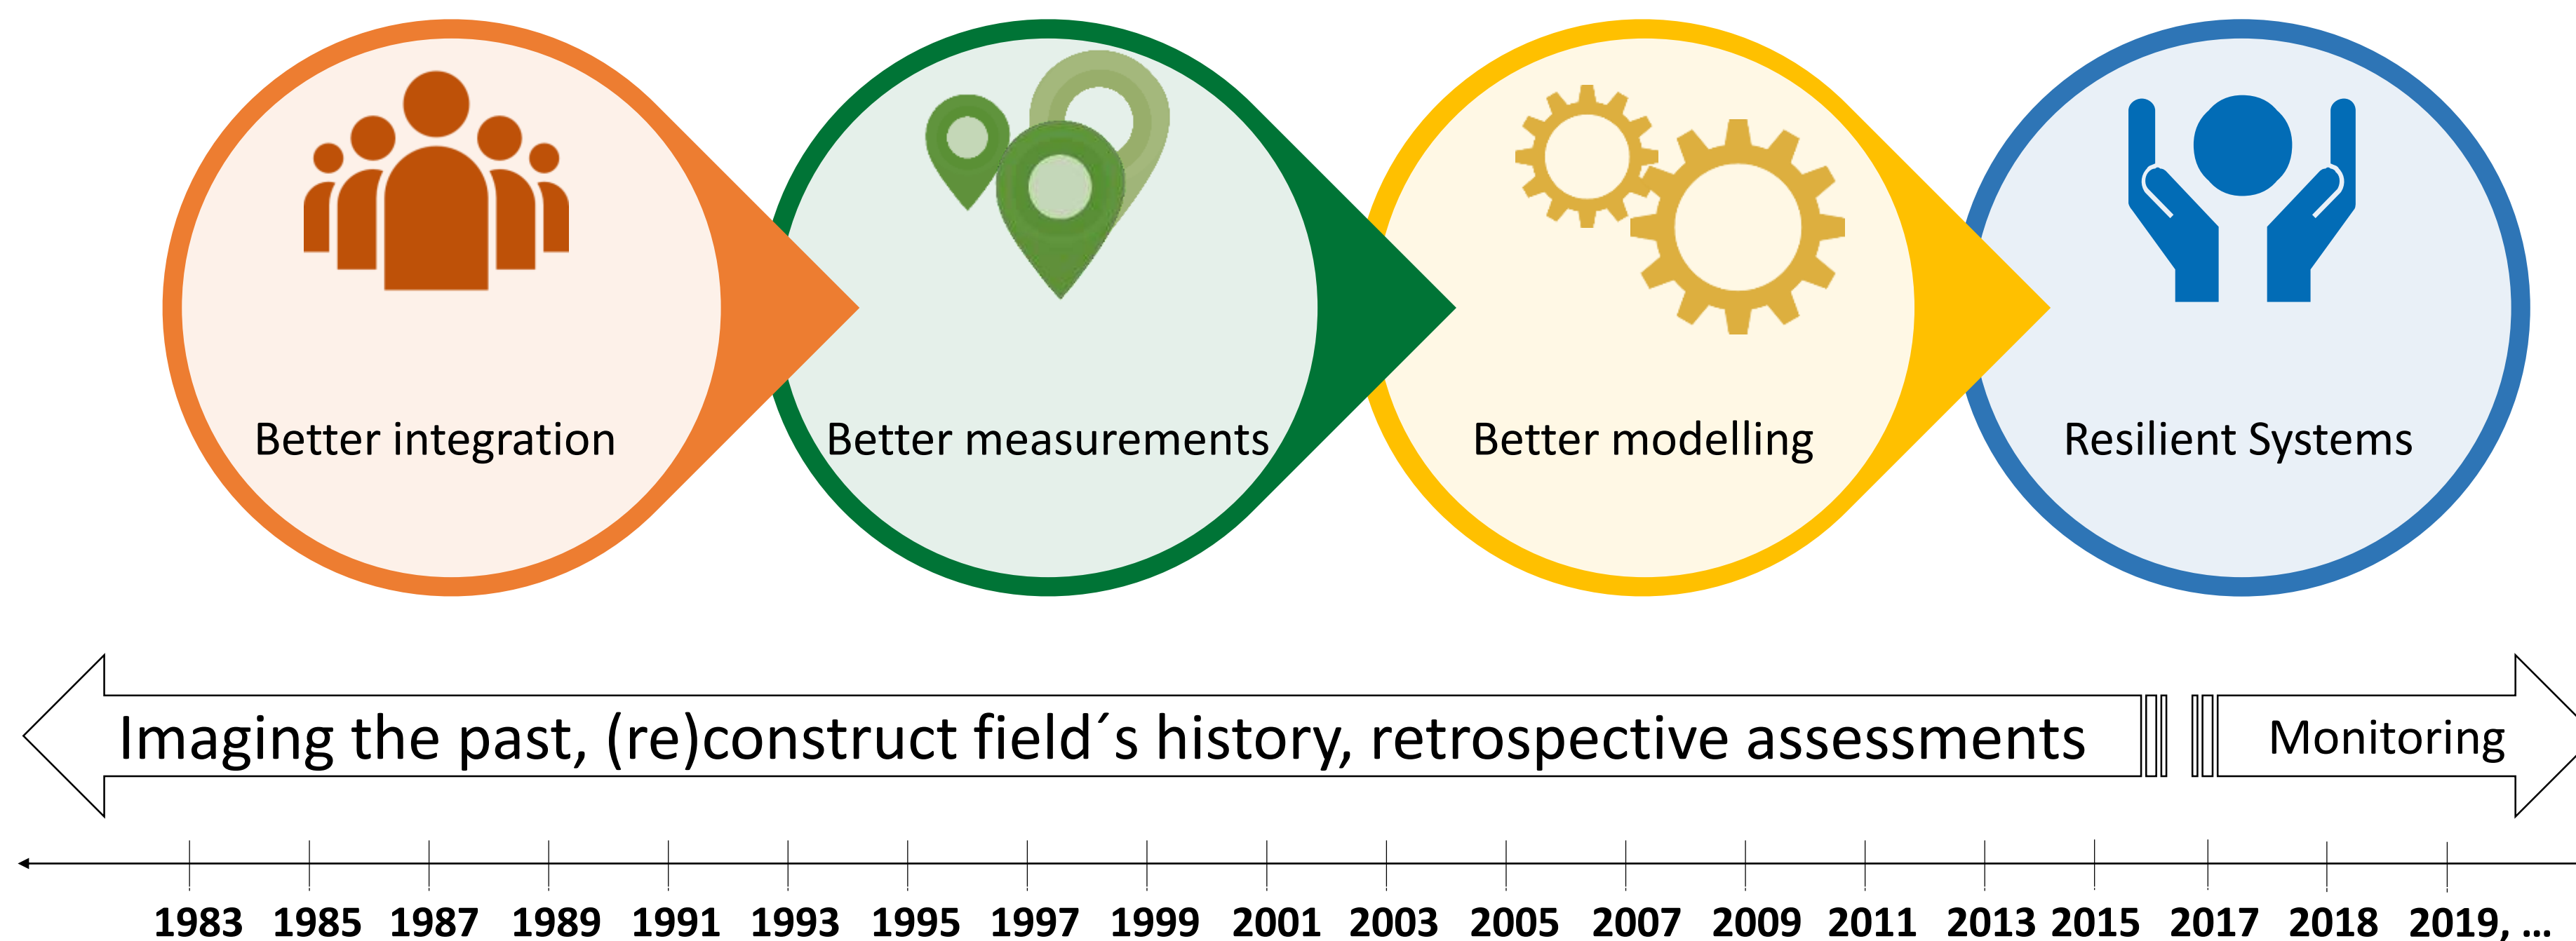 Better integration
Better measurements
Better modelling
Resilient Systems
Imaging the past, (re)construct field´s history, retrospective assessments
Monitoring
1983 1985 1987 1989 1991 1993 1995 1997 1999 2001 2003 2005 2007 2009 2011 2013 2015 2017 2018 2019, ...